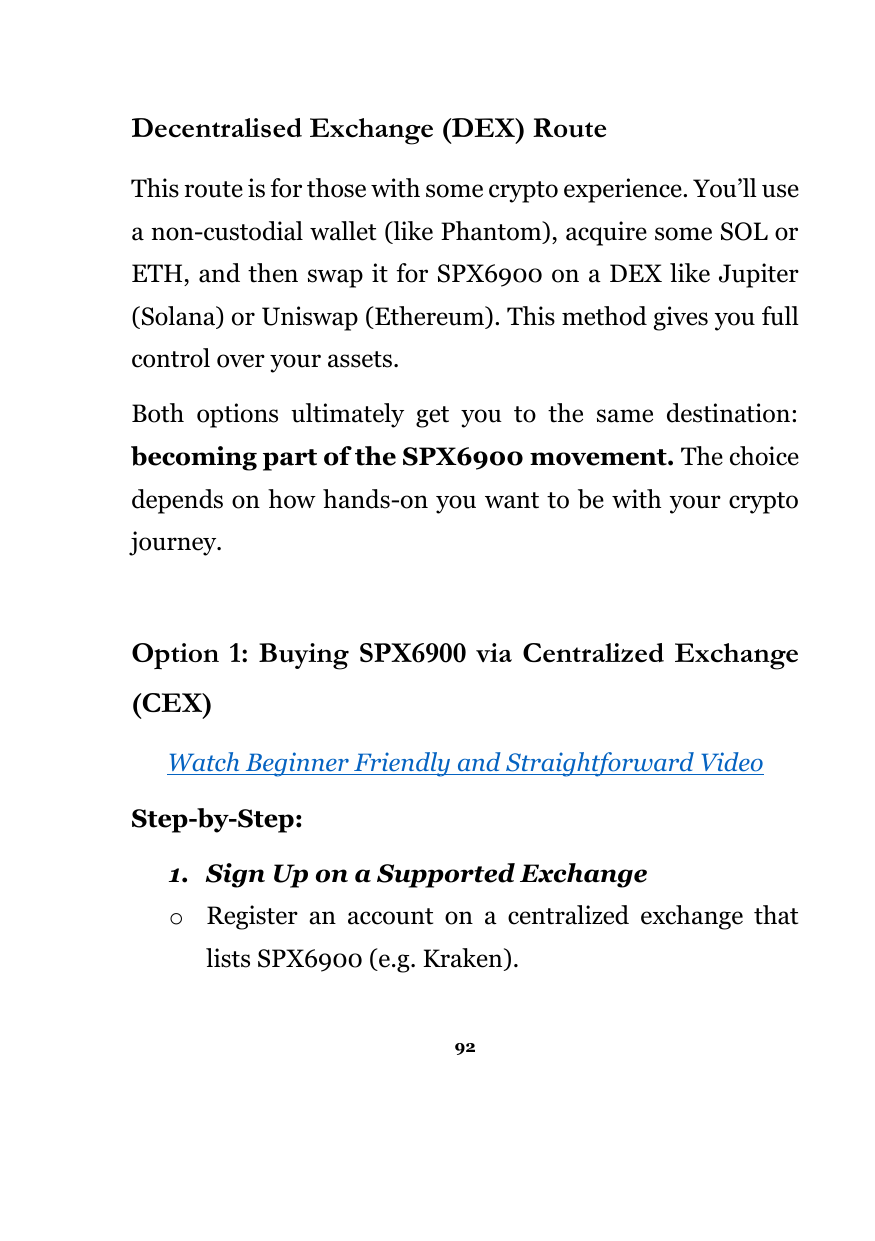 Decentralised Exchange (DEX) Route
This route is for those with some crypto experience. You’ll use
a non-custodial wallet (like Phantom), acquire some SOL or
ETH, and then swap it for SPX6900 on a DEX like Jupiter
(Solana) or Uniswap (Ethereum). This method gives you full
control over your assets.
Both options ultimately get you to the same destination:
becoming part of the SPX6900 movement. The choice
depends on how hands-on you want to be with your crypto
journey.
Option 1: Buying SPX6900 via Centralized Exchange
(CEX)
Watch Beginner Friendly and Straightforward Video
Step-by-Step:
1. Sign Up on a Supported Exchange
o Register an account on a centralized exchange that
lists SPX6900 (e.g. Kraken).
92